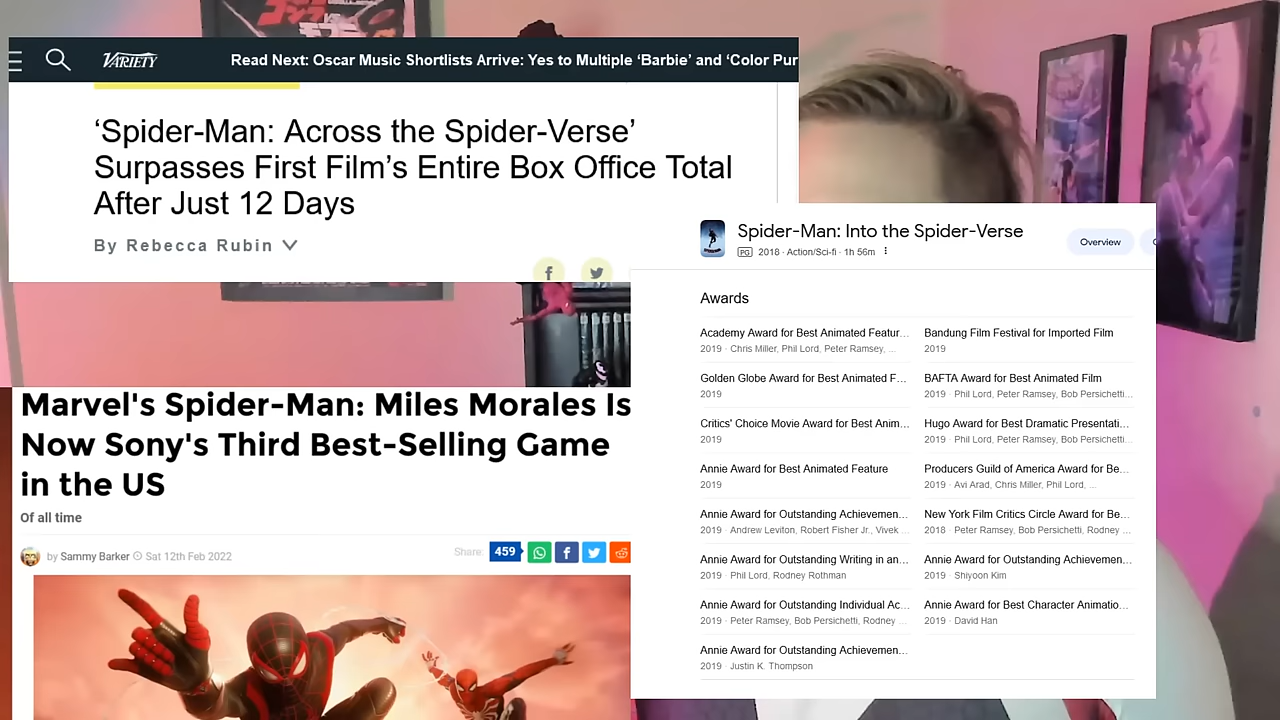 VARIETY
Read Next: Oscar Music Shortlists Arrive: Yes to Multiple ‘Barbie’ and ‘Color Pur
‘Spider-Man: Across the Spider-Verse’
Surpasses First Film’s Entire Box Office Total
After Just 12 Days
By Rebecca Rubin
Spider-Man: Into the Spider-Verse
PG 2018 · Action/Sci-fi · 1h 56m
Overview
Awards
Academy Award for Best Animated Featur...
2019 · Chris Miller, Phil Lord, Peter Ramsey, ...
Bandung Film Festival for Imported Film
2019
Golden Globe Award for Best Animated F...
2019
BAFTA Award for Best Animated Film
2019 · Phil Lord, Peter Ramsey, Bob Persichetti...
Critics' Choice Movie Award for Best Anim...
2019
Hugo Award for Best Dramatic Presentati...
2019 · Phil Lord, Peter Ramsey, Bob Persichetti...
Annie Award for Best Animated Feature
2019
Producers Guild of America Award for Be...
2019 · Avi Arad, Chris Miller, Phil Lord, ...
Annie Award for Outstanding Achievemen...
2019 · Andrew Leviton, Robert Fisher Jr., Vivek ...
New York Film Critics Circle Award for Be...
2018 · Peter Ramsey, Bob Persichetti, Rodney ...
Annie Award for Outstanding Writing in an...
2019 · Phil Lord, Rodney Rothman
Annie Award for Outstanding Achievemen...
2019 · Shiyoon Kim
Annie Award for Outstanding Individual Ac...
2019 · Peter Ramsey, Bob Persichetti, Rodney ...
Annie Award for Best Character Animatio...
2019 · David Han
Annie Award for Outstanding Achievemen...
2019 · Justin K. Thompson
Marvel's Spider-Man: Miles Morales Is
Now Sony's Third Best-Selling Game
in the US
Of all time
by Sammy Barker Sat 12th Feb 2022
Share: 459